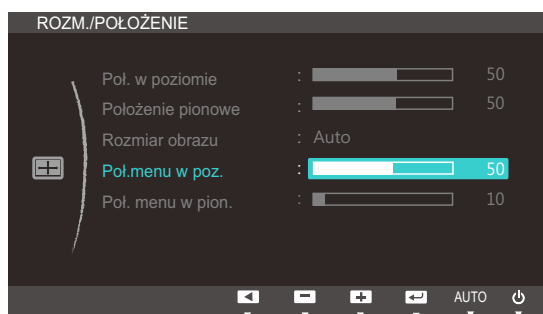 ROZM./POŁOŻENIE
Poł. w poziomie : 50
Położenie pionowe : 50
Rozmiar obrazu : Auto
Poł.menu w poz. : 50
Poł. menu w pion. : 10
AUTO